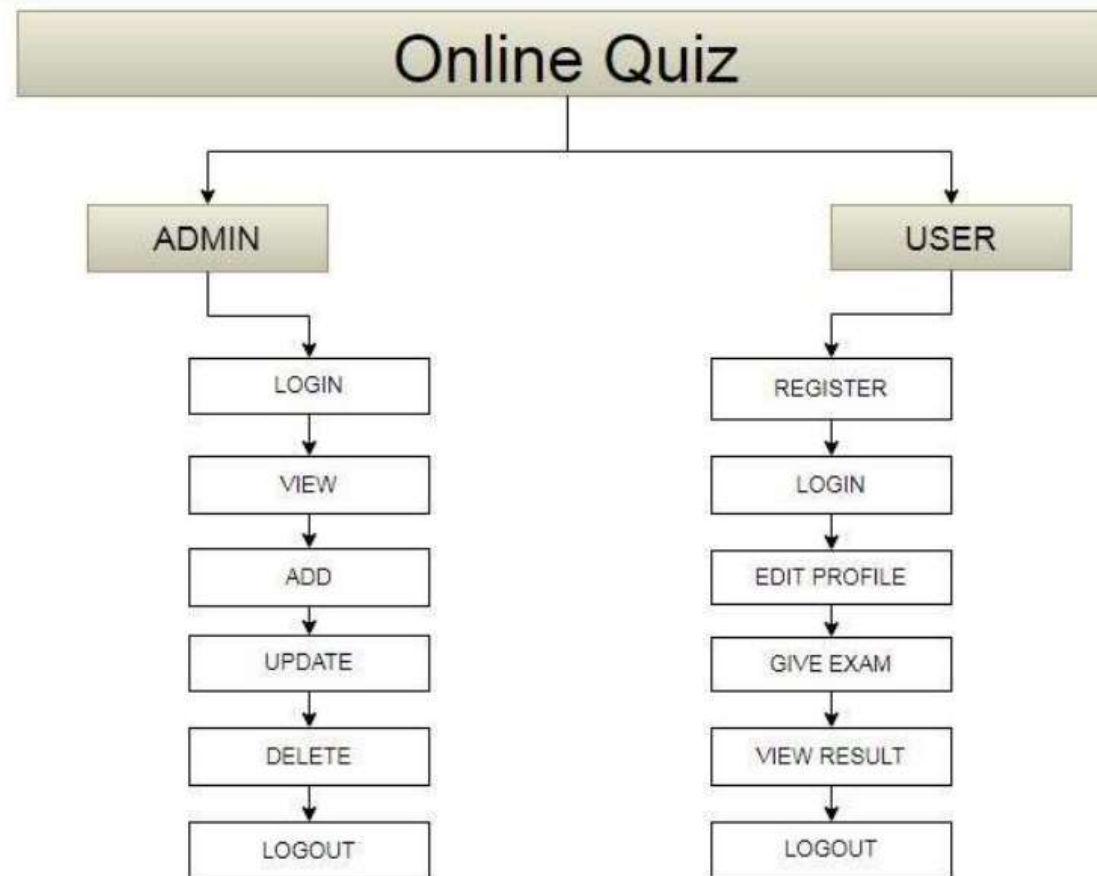 Online Quiz
ADMIN
USER
LOGIN
VIEW
ADD
UPDATE
DELETE
LOGOUT
REGISTER
LOGIN
EDIT PROFILE
GIVE EXAM
VIEW RESULT
LOGOUT